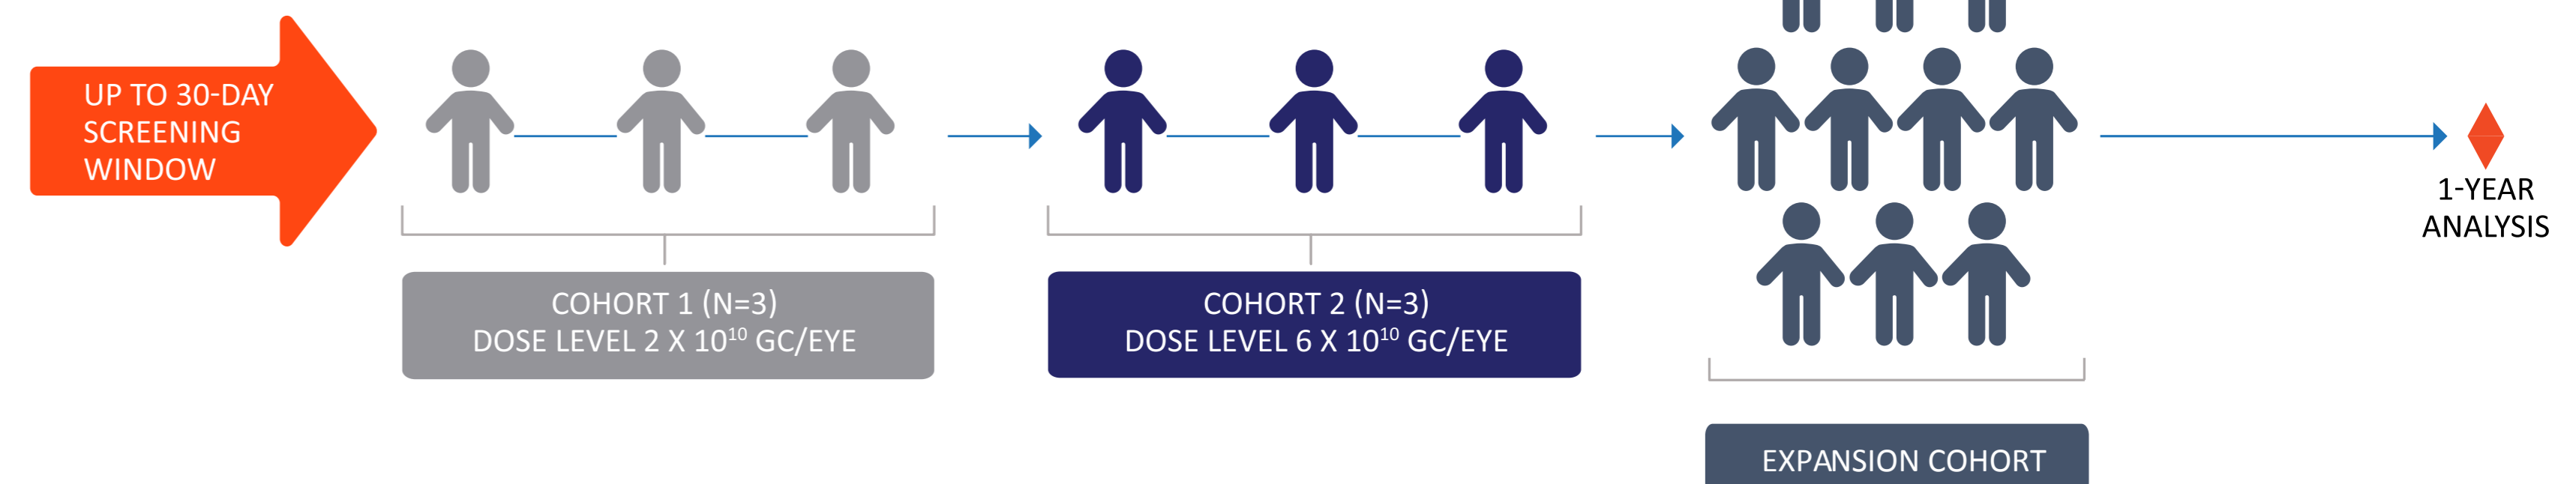 UP TO 30-DAY
SCREENING
WINDOW
COHORT 1 (N=3)
DOSE LEVEL 2 X 10¹⁰ GC/EYE
COHORT 2 (N=3)
DOSE LEVEL 6 X 10¹⁰ GC/EYE
EXPANSION COHORT
1-YEAR
ANALYSIS